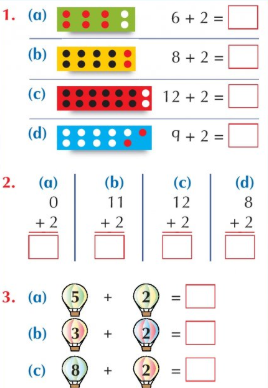 1. (a) 6 + 2 =
(b) 8 + 2 =
(c) 12 + 2 =
(d) 9 + 2 =
2. (a) (b) (c) (d)
0 11 12 8
+ 2 + 2 + 2 + 2
3. (a) 5 + 2 =
(b) 3 + 2 =
(c) 8 + 2 =